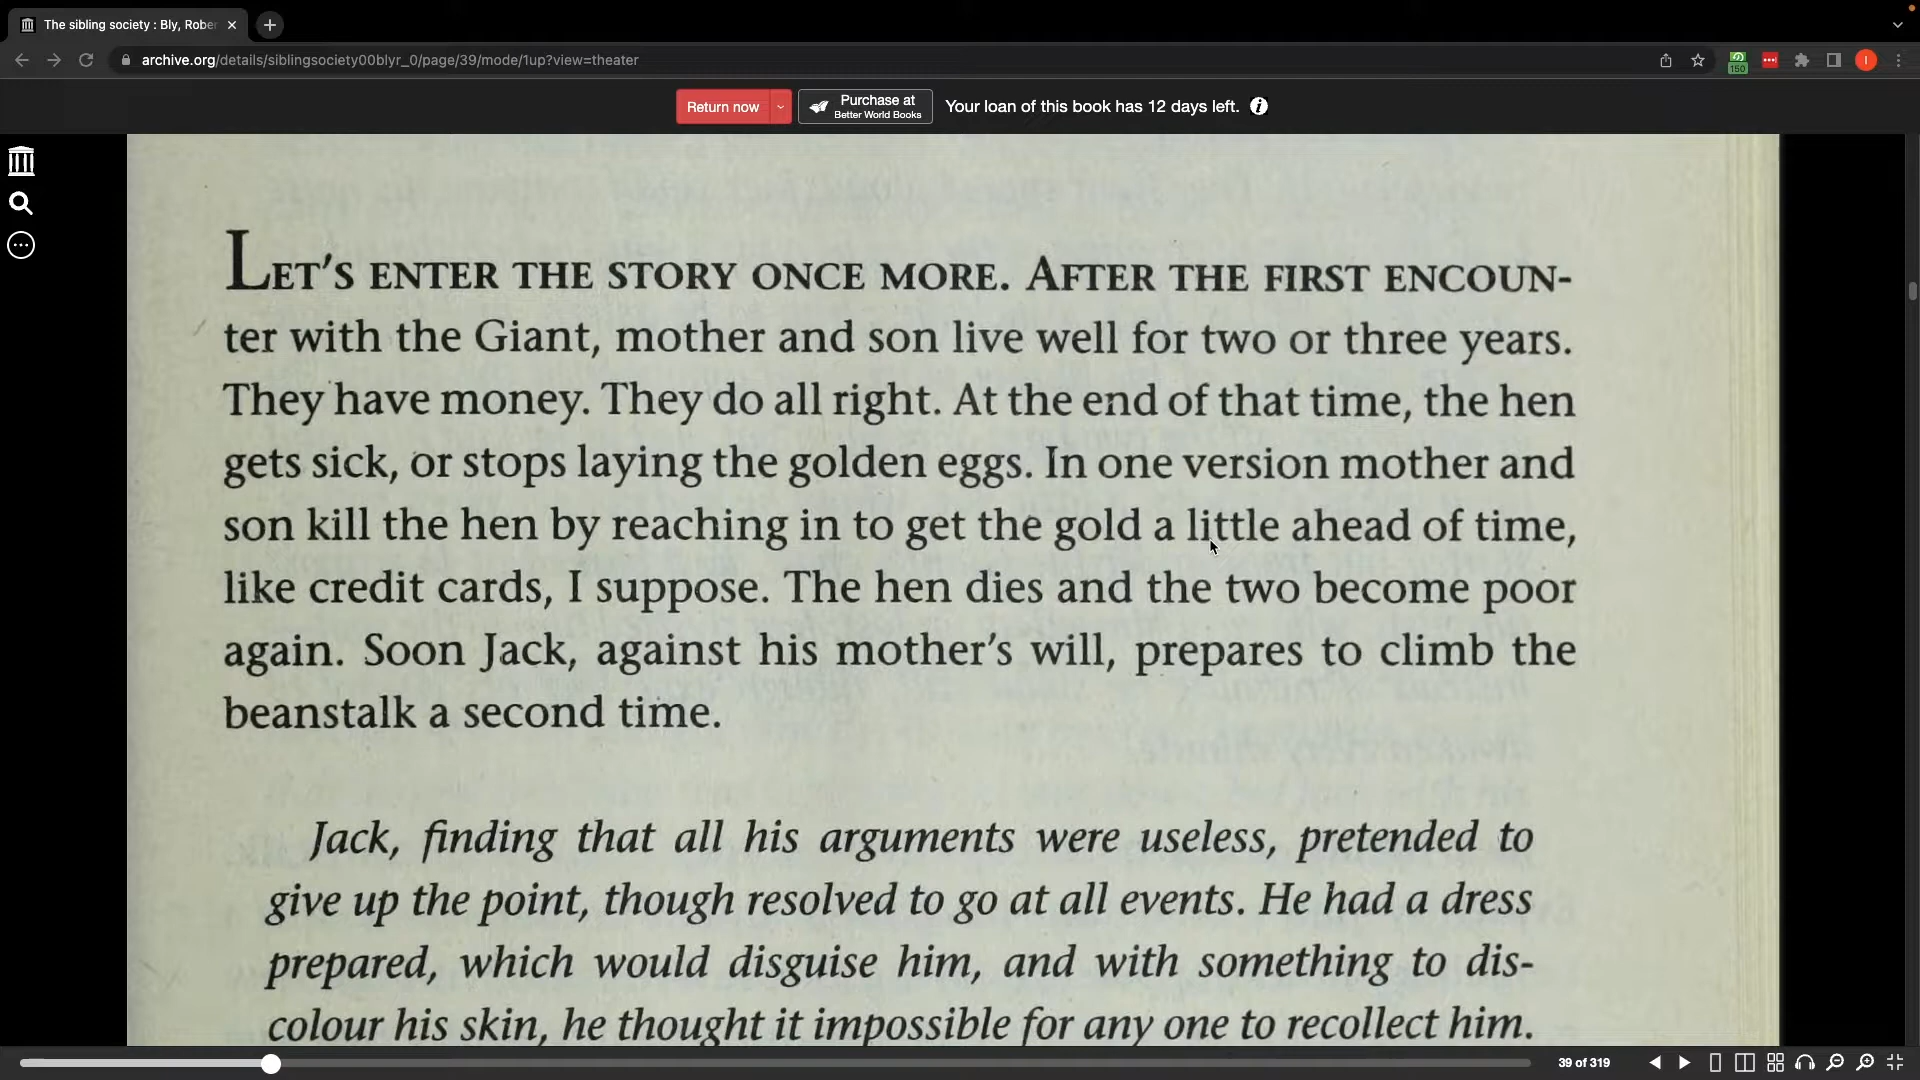 The sibling society : Bly, Rober
archive.org/details/siblingsociety00blyr_0/page/39/mode/1up?view=theater
150
I
Return now
Purchase at
Better World Books
Your loan of this book has 12 days left.
LET'S ENTER THE STORY ONCE MORE. AFTER THE FIRST ENCOUN-
ter with the Giant, mother and son live well for two or three years.
They have money. They do all right. At the end of that time, the hen
gets sick, or stops laying the golden eggs. In one version mother and
son kill the hen by reaching in to get the gold a little ahead of time,
like credit cards, I suppose. The hen dies and the two become poor
again. Soon Jack, against his mother's will, prepares to climb the
beanstalk a second time.
Jack, finding that all his arguments were useless, pretended to
give up the point, though resolved to go at all events. He had a dress
prepared, which would disguise him, and with something to dis-
colour his skin, he thought it impossible for any one to recollect him.
39 of 319